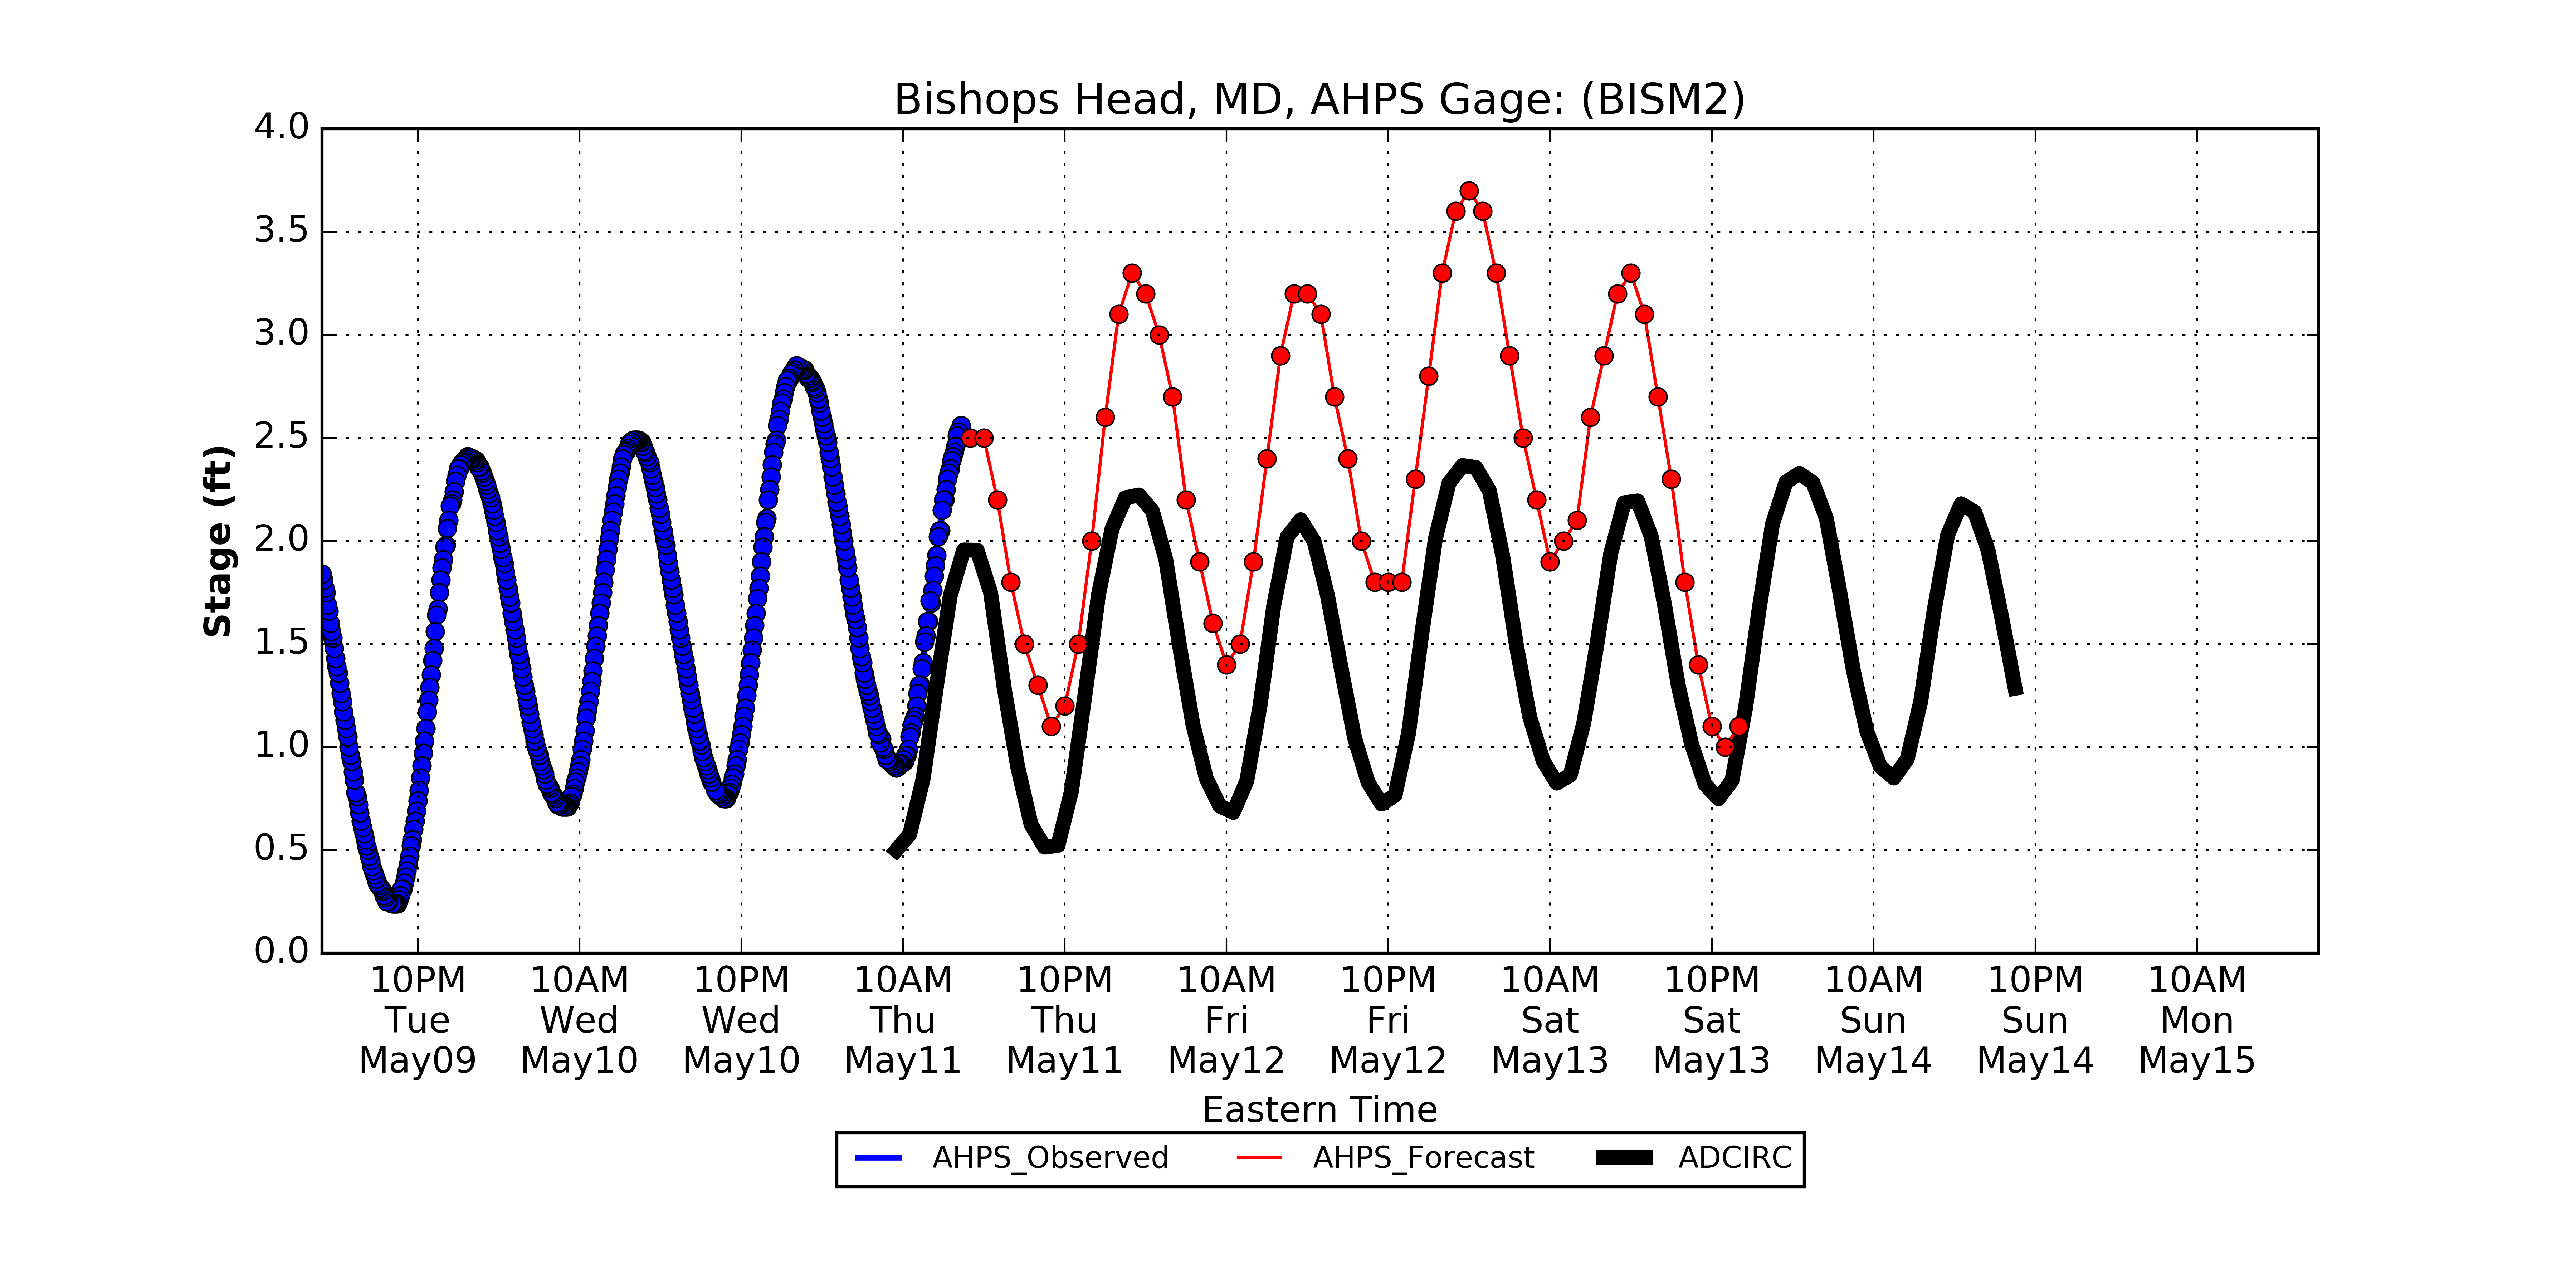 Bishops Head, MD, AHPS Gage: (BISM2)
4.0
3.5
3.0
2.5
2.0
1.5
1.0
0.5
0.0
Stage (ft)
10PM 10AM 10PM 10AM 10PM 10AM 10PM 10AM 10PM 10AM 10PM 10AM
Tue Wed Wed Thu Thu Fri Fri Sat Sat Sun Sun Mon
May09 May10 May10 May11 May11 May12 May12 May13 May13 May14 May14 May15
Eastern Time
AHPS_Observed AHPS_Forecast ADCIRC